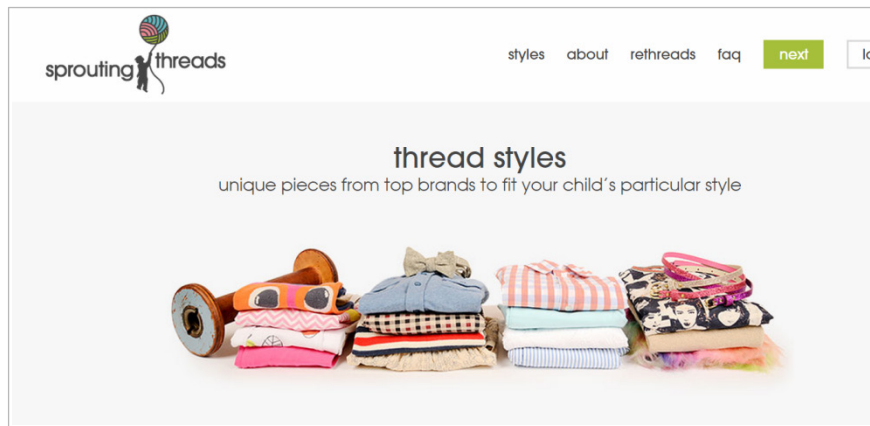 sprouting threads
styles about rethreads faq next
thread styles
unique pieces from top brands to fit your child's particular style